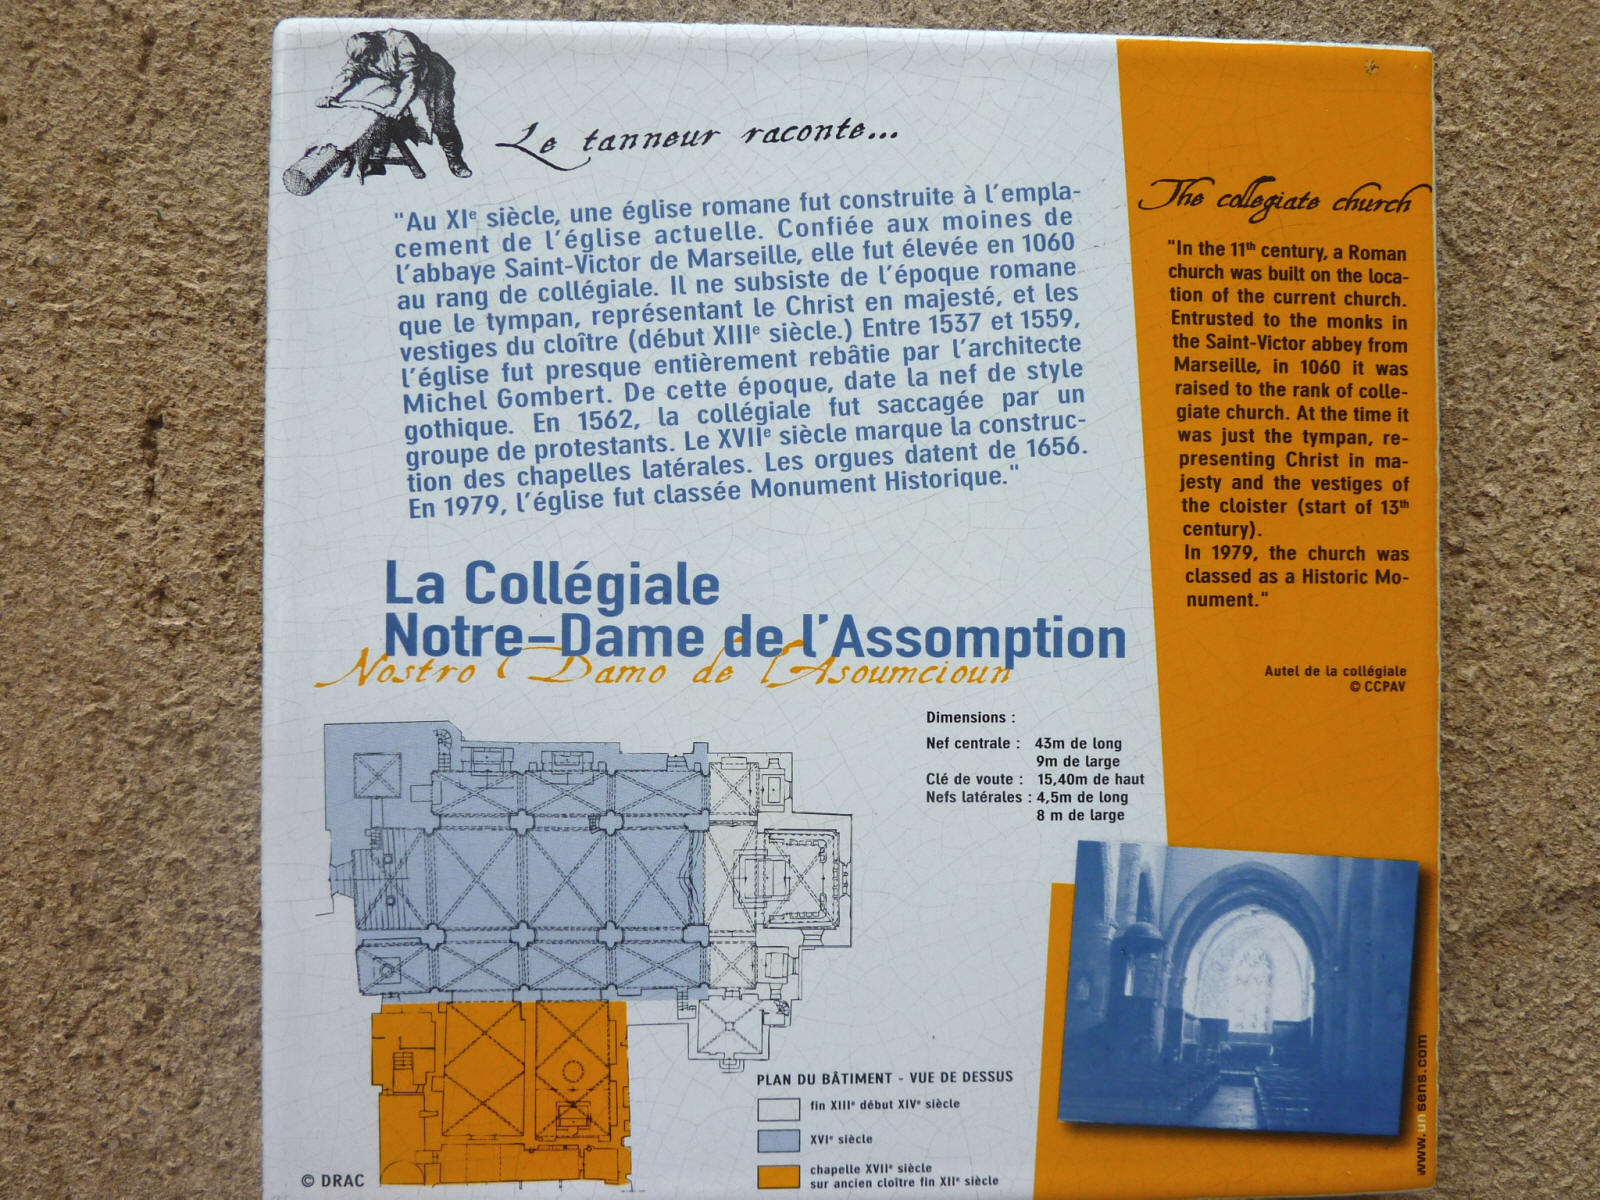 Le tanneur raconte...
"Au XIe siècle, une église romane fut construite à l'empla-
cement de l'église actuelle. Confiée aux moines de
l'abbaye Saint-Victor de Marseille, elle fut élevée en 1060
au rang de collégiale. Il ne subsiste de l'époque romane
que le tympan, représentant le Christ en majesté, et les
vestiges du cloître (début XIIIe siècle.) Entre 1537 et 1559,
l'église fut presque entièrement rebâtie par l'architecte
Michel Gombert. De cette époque, date la nef de style
gothique. En 1562, la collégiale fut saccagée par un
groupe de protestants. Le XVIIe siècle marque la construc-
tion des chapelles latérales. Les orgues datent de 1656.
En 1979, l'église fut classée Monument Historique."
La Collégiale
Notre-Dame de l'Assomption
Nostro Damo de l'Asoumcioun
The collegiate church
"In the 11th century, a Roman
church was built on the loca-
tion of the current church.
Entrusted to the monks in
the Saint-Victor abbey from
Marseille, in 1060 it was
raised to the rank of colle-
giate church. At the time it
was just the tympan, re-
presenting Christ in ma-
jesty and the vestiges of
the cloister (start of 13th
century).
In 1979, the church was
classed as a Historic Mo-
nument."
Autel de la collégiale
© CCPAV
Dimensions :
Nef centrale : 43m de long
9m de large
Clé de voute : 15,40m de haut
Nefs latérales : 4,5m de long
8 m de large
PLAN DU BÂTIMENT - VUE DE DESSUS
fin XIIIe début XIVe siècle
XVIe siècle
chapelle XVIIe siècle
sur ancien cloître fin XIIe siècle
© DRAC
www.unsens.com